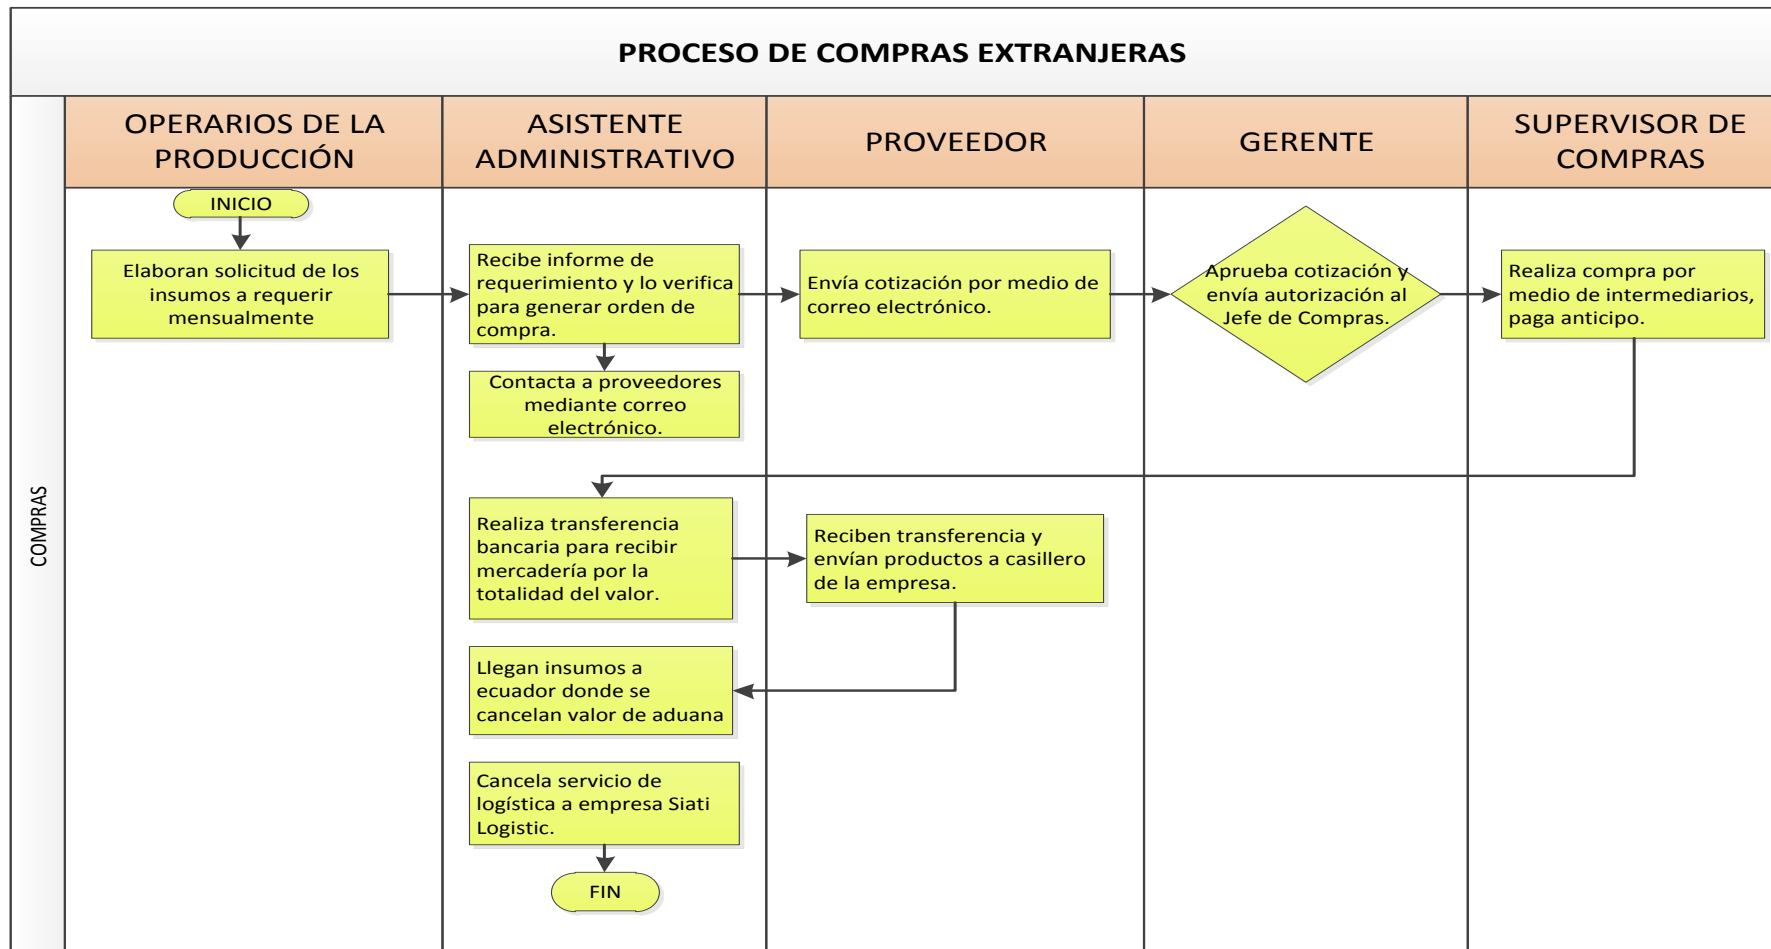 PROCESO DE COMPRAS EXTRANJERAS
COMPRAS
OPERARIOS DE LA
PRODUCCIÓN
ASISTENTE
ADMINISTRATIVO
PROVEEDOR
GERENTE
SUPERVISOR DE
COMPRAS
INICIO
Elaboran solicitud de los
insumos a requerir
mensualmente
Recibe informe de
requerimiento y lo verifica
para generar orden de
compra.
Envía cotización por medio de
correo electrónico.
Aprueba cotización y
envía autorización al
Jefe de Compras.
Realiza compra por
medio de intermediarios,
paga anticipo.
Contacta a proveedores
mediante correo
electrónico.
Realiza transferencia
bancaria para recibir
mercadería por la
totalidad del valor.
Reciben transferencia y
envían productos a casillero
de la empresa.
Llegan insumos a
ecuador donde se
cancelan valor de aduana
Cancela servicio de
logística a empresa Siati
Logistic.
FIN